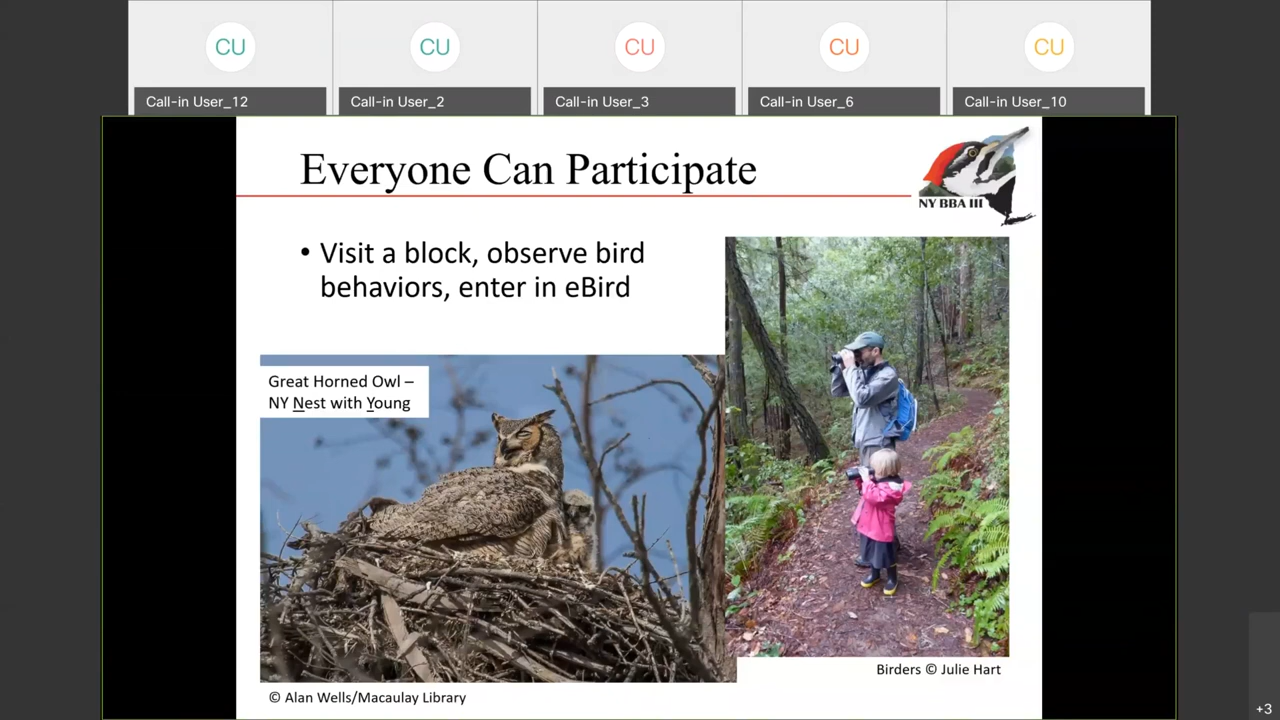 CU
CU
CU
CU
CU
Call-in User_12
Call-in User_2
Call-in User_3
Call-in User_6
Call-in User_10
Everyone Can Participate
NY BBA III
• Visit a block, observe bird
behaviors, enter in eBird
Great Horned Owl –
NY Nest with Young
Birders © Julie Hart
© Alan Wells/Macaulay Library
+3